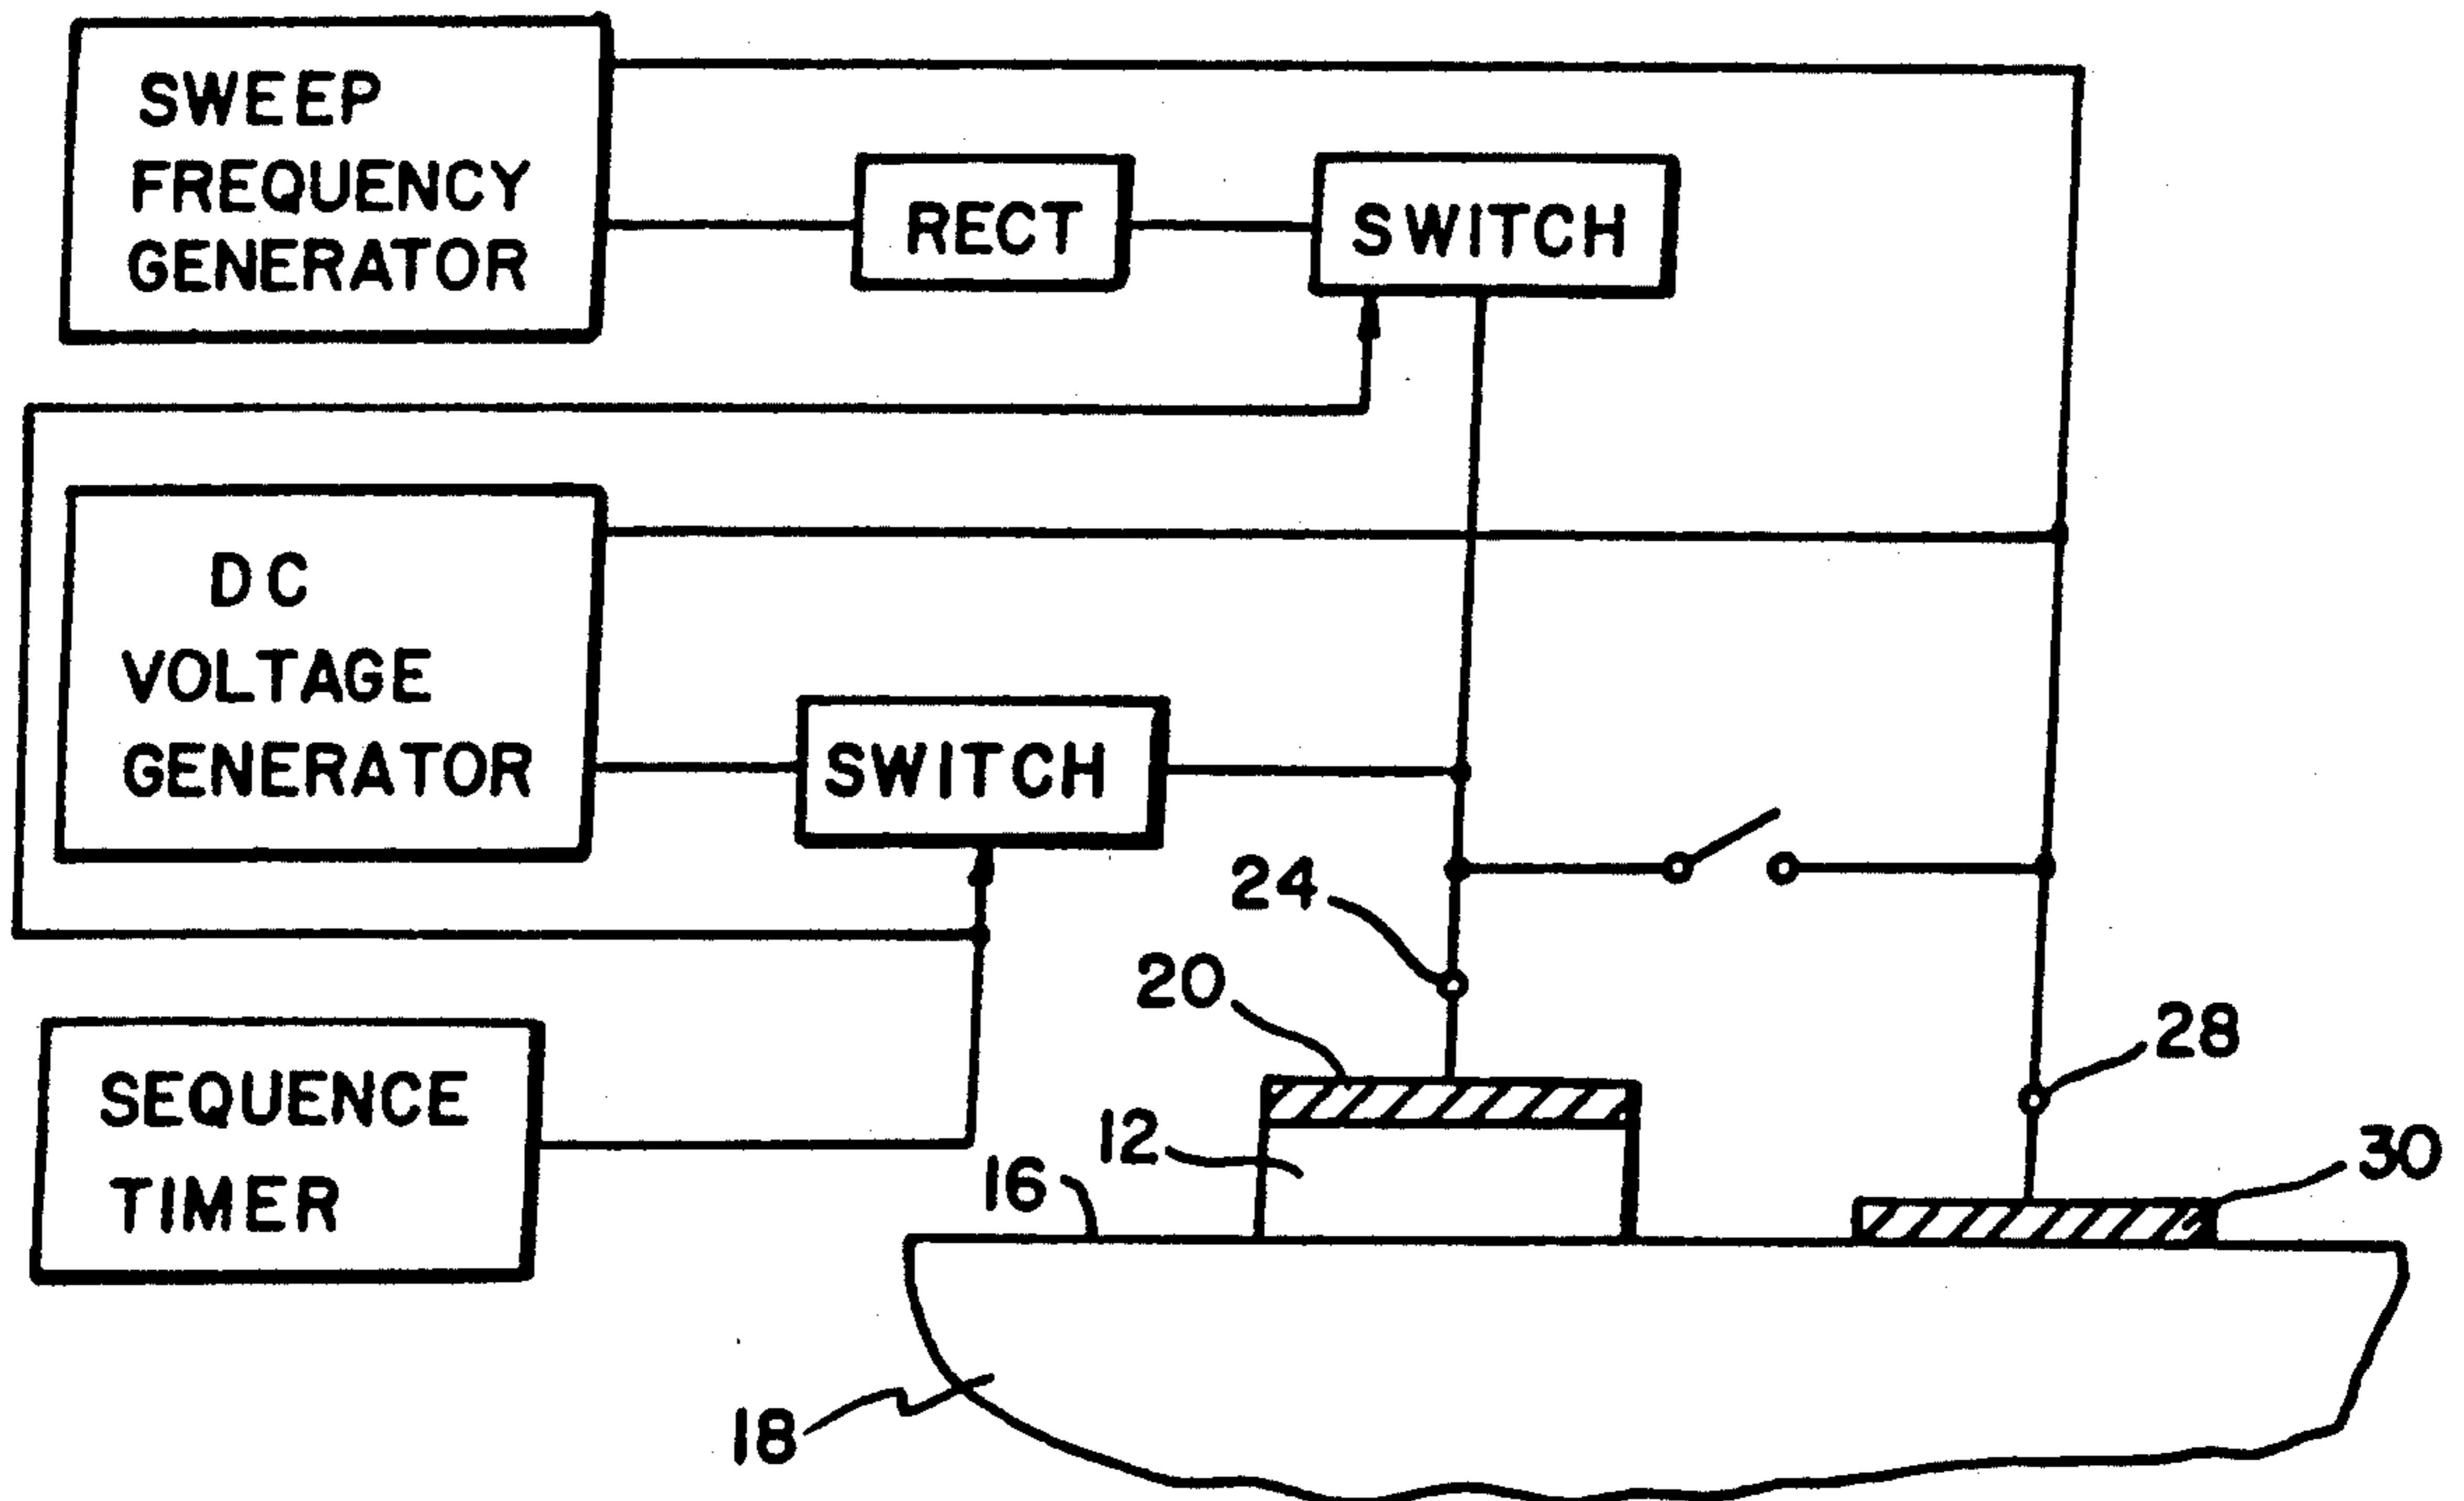 SWEEP
FREQUENCY
GENERATOR
RECT
SWITCH
DC
VOLTAGE
GENERATOR
SWITCH
24
20
28
SEQUENCE
TIMER
12
16
30
18